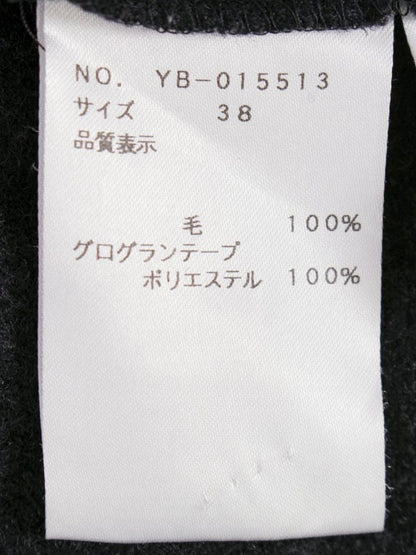 NO. YB-015513
サイズ 38
品質表示
毛 100%
グログランテープ
ポリエステル 100%